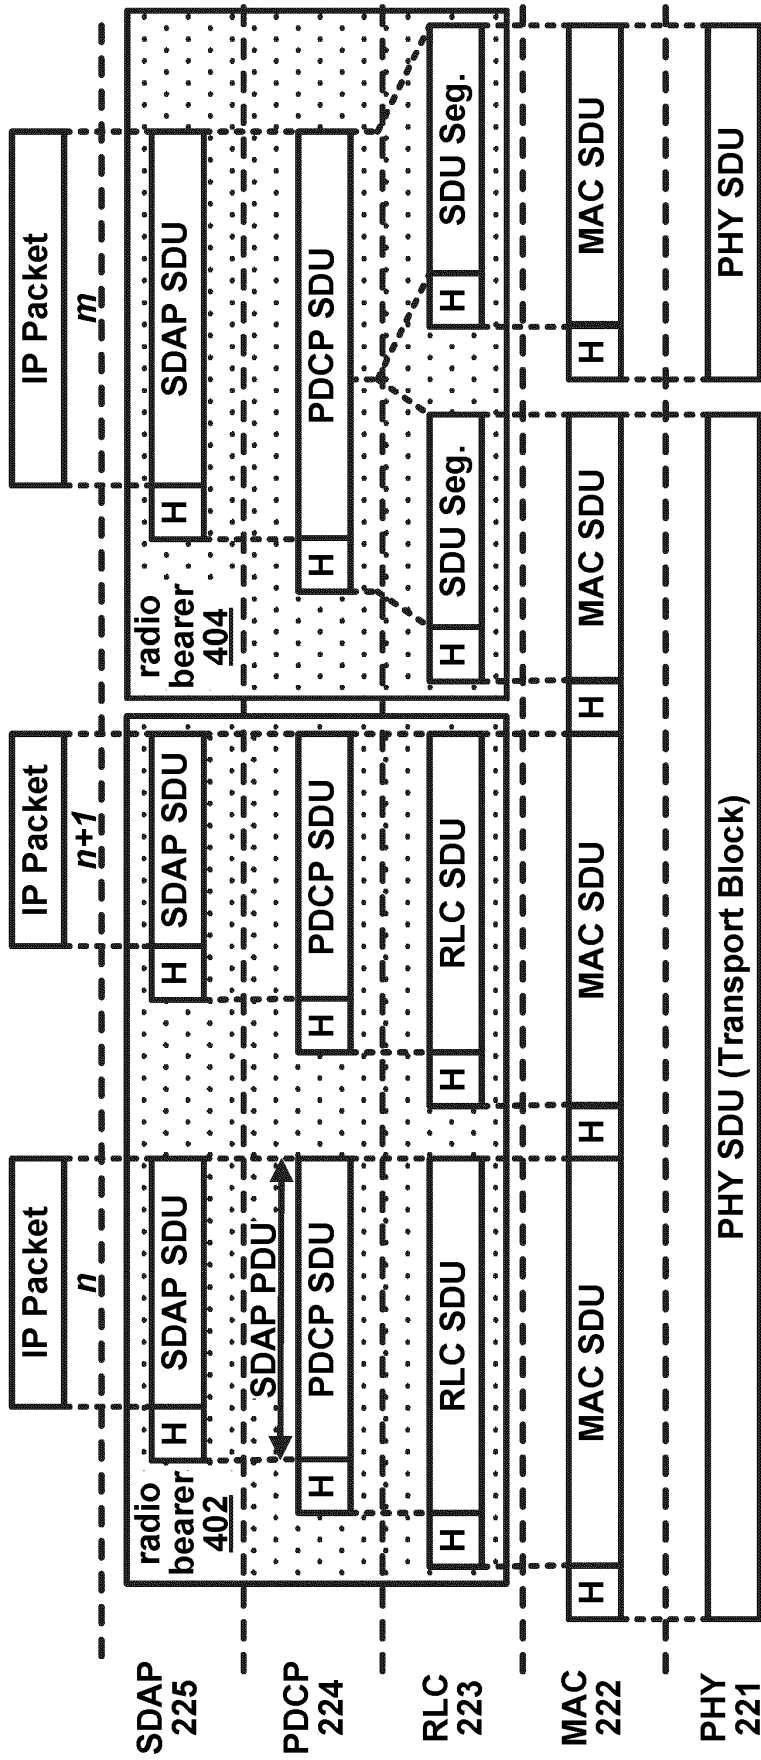 IP Packet
n
IP Packet
n+1
IP Packet
m
SDAP
225
radio
bearer
402
H
SDAP SDU
H
SDAP SDU
radio
bearer
404
H
SDAP SDU
SDAP PDU
PDCP
224
H
PDCP SDU
H
PDCP SDU
H
PDCP SDU
RLC
223
H
RLC SDU
H
RLC SDU
H
SDU Seg.
H
SDU Seg.
MAC
222
H
MAC SDU
H
MAC SDU
H
MAC SDU
H
MAC SDU
PHY
221
PHY SDU (Transport Block)
PHY SDU